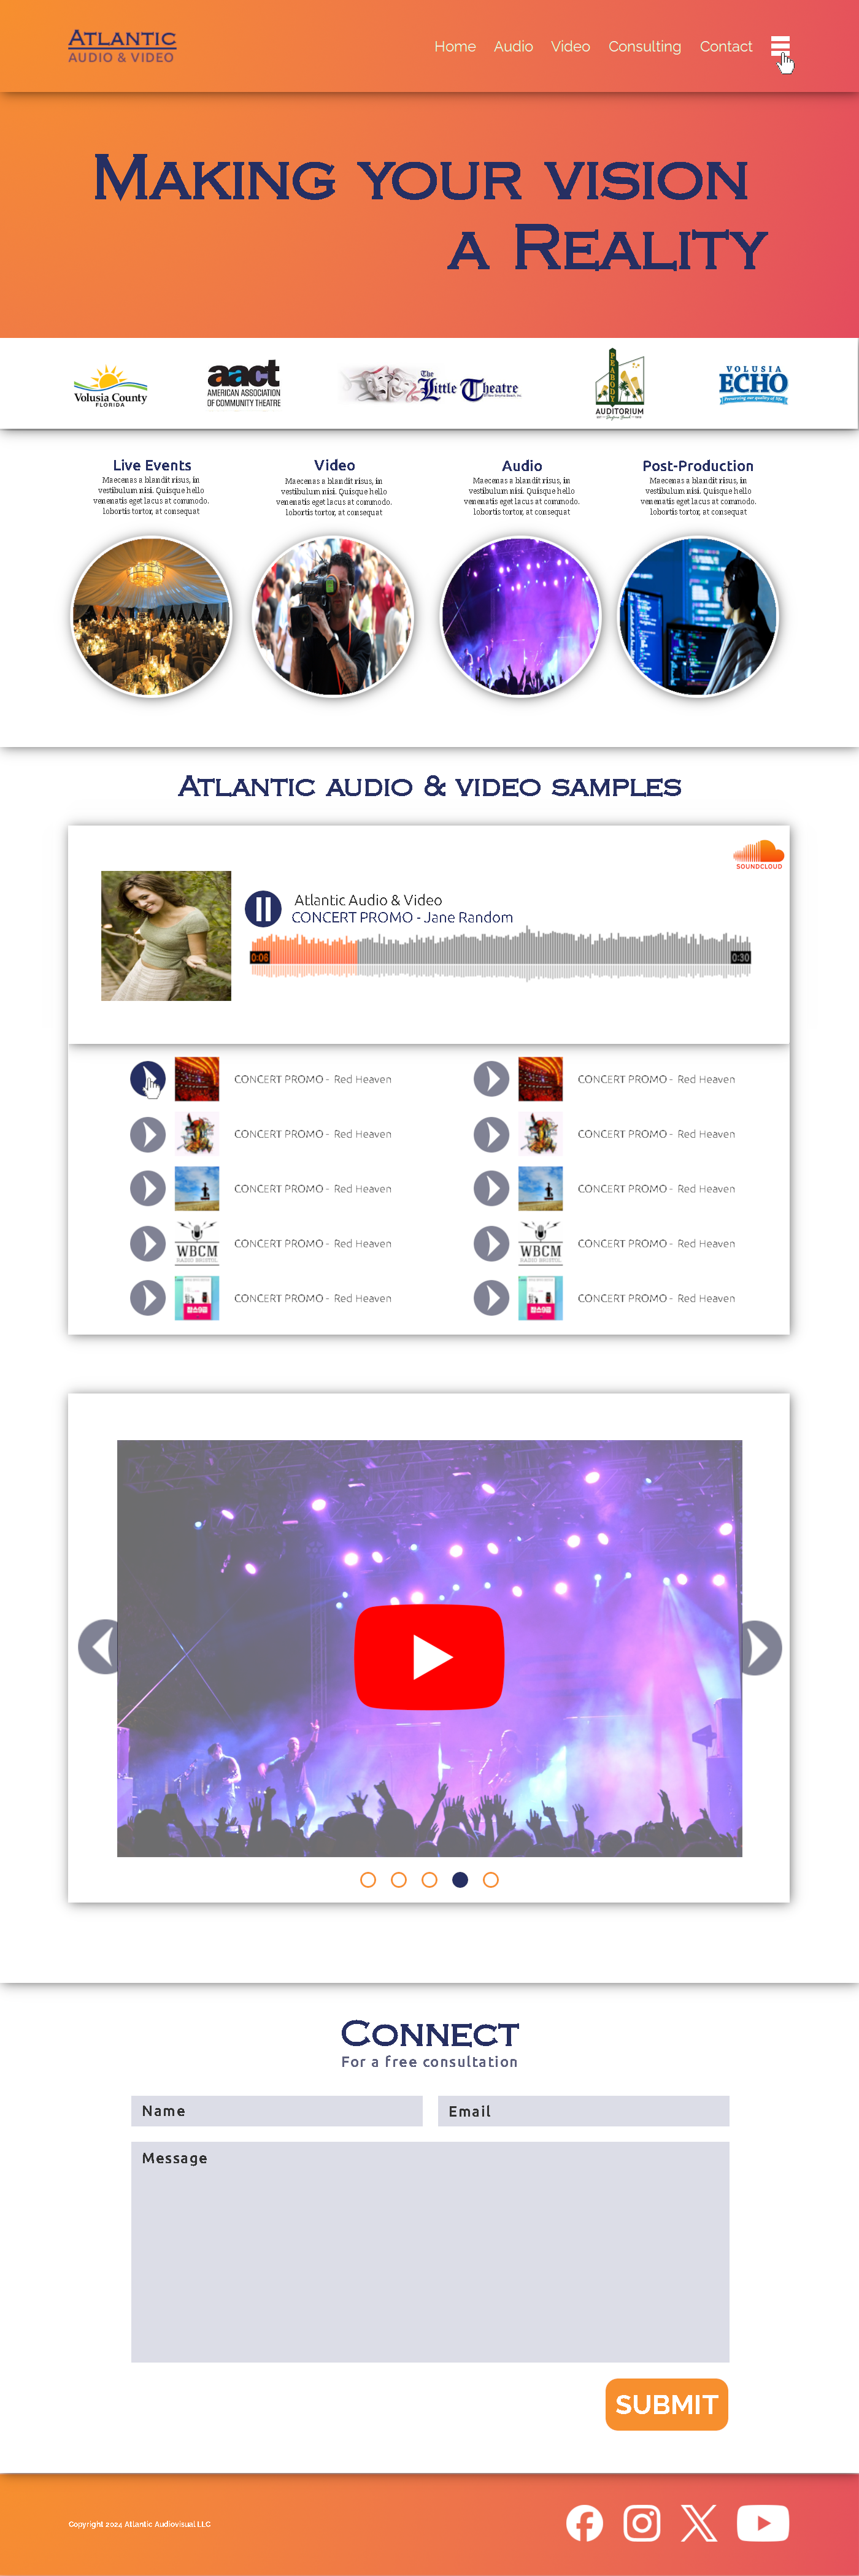 Atlantic
AUDIO & VIDEO
Home Audio Video Consulting Contact
Making your vision
a Reality
Volusia County
FLORIDA
aact
AMERICAN ASSOCIATION
OF COMMUNITY THEATRE
The
Little Theatre
PEABODY
AUDITORIUM
VOLUSIA
ECHO
Preserving our quality of life
Live Events
Maecenas a blandit risus, in
vestibulum nisi. Quisque hello
venenatis eget lacus at commodo.
lobortis tortor, at consequat
Video
Maecenas a blandit risus, in
vestibulum nisi. Quisque hello
venenatis eget lacus at commodo.
lobortis tortor, at consequat
Audio
Maecenas a blandit risus, in
vestibulum nisi. Quisque hello
venenatis eget lacus at commodo.
lobortis tortor, at consequat
Post-Production
Maecenas a blandit risus, in
vestibulum nisi. Quisque hello
venenatis eget lacus at commodo.
lobortis tortor, at consequat
Atlantic audio & video samples
SOUNDCLOUD
Atlantic Audio & Video
CONCERT PROMO - Jane Random
0:06
0:30
CONCERT PROMO - Red Heaven
CONCERT PROMO - Red Heaven
CONCERT PROMO - Red Heaven
CONCERT PROMO - Red Heaven
CONCERT PROMO - Red Heaven
CONCERT PROMO - Red Heaven
WBCM
RADIO BRISTOL
CONCERT PROMO - Red Heaven
WBCM
RADIO BRISTOL
CONCERT PROMO - Red Heaven
CONCERT PROMO - Red Heaven
CONCERT PROMO - Red Heaven
Connect
For a free consultation
Name
Email
Message
SUBMIT
Copyright 2024 Atlantic Audiovisual LLC